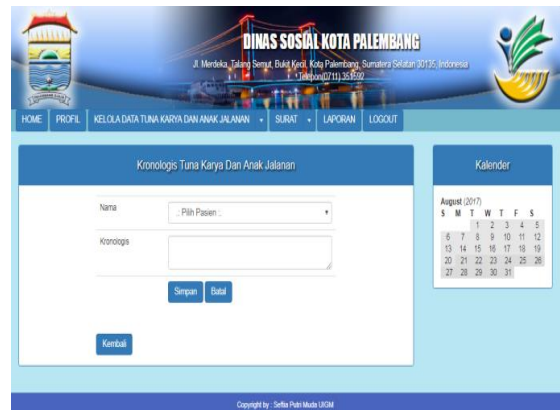 DINAS SOSIAL KOTA PALEMBANG
Jl. Merdeka, Talang Semut, Bukit Kecil, Kota Palembang, Sumatera Selatan 30135, Indonesia
Telepon(0711) 351592
HOME PROFIL KELOLA DATA TUNA KARYA DAN ANAK JALANAN SURAT LAPORAN LOGOUT
Kronologis Tuna Karya Dan Anak Jalanan
Nama .: Pilih Pasien :.
Kronologis
Simpan Batal
Kembali
Kalender
August (2017)
S M T W T F S
1 2 3 4 5
6 7 8 9 10 11 12
13 14 15 16 17 18 19
20 21 22 23 24 25 26
27 28 29 30 31
Copyright by : Seftia Putri Muda UIGM